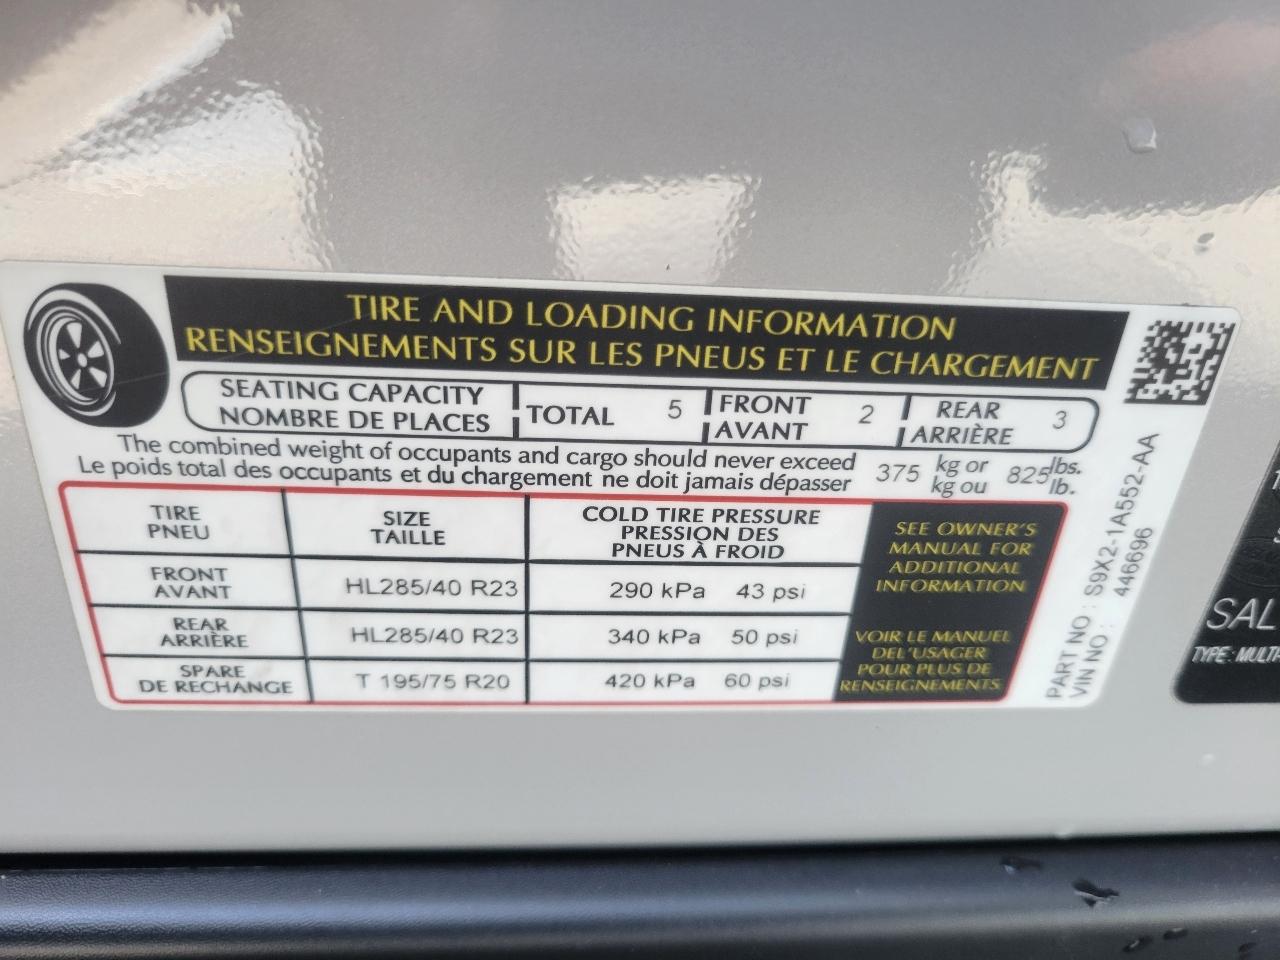 TIRE AND LOADING INFORMATION
RENSEIGNEMENTS SUR LES PNEUS ET LE CHARGEMENT
SEATING CAPACITY
NOMBRE DE PLACES
TOTAL 5
FRONT
AVANT
2
REAR
ARRIÈRE
3
The combined weight of occupants and cargo should never exceed
Le poids total des occupants et du chargement ne doit jamais dépasser
375
kg or
kg ou
825
lbs.
lb.
TIRE
PNEU
SIZE
TAILLE
COLD TIRE PRESSURE
PRESSION DES
PNEUS À FROID
FRONT
AVANT
HL285/40 R23
290 kPa 43 psi
REAR
ARRIÈRE
HL285/40 R23
340 kPa 50 psi
SPARE
DE RECHANGE
T 195/75 R20
420 kPa 60 psi
SEE OWNER'S
MANUAL FOR
ADDITIONAL
INFORMATION
VOIR LE MANUEL
DEL'USAGER
POUR PLUS DE
RENSEIGNEMENTS
PART NO : S9X2-1A552-AA
VIN NO : 446696
SAL
TYPE: MULTI